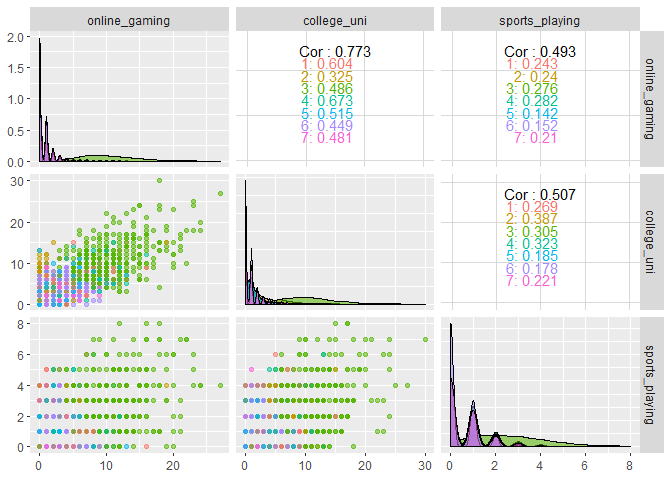 online_gaming
college_uni
sports_playing
2.0
1.5
1.0
0.5
0.0
Cor : 0.773
1: 0.604
2: 0.325
3: 0.486
4: 0.673
5: 0.515
6: 0.449
7: 0.481
Cor : 0.493
1: 0.243
2: 0.24
3: 0.276
4: 0.282
5: 0.142
6: 0.152
7: 0.21
online_gaming
30
20
10
0
Cor : 0.507
1: 0.269
2: 0.387
3: 0.305
4: 0.323
5: 0.185
6: 0.178
7: 0.221
college_uni
8
6
4
2
0
sports_playing
0 10 20
0 10 20 30
0 2 4 6 8